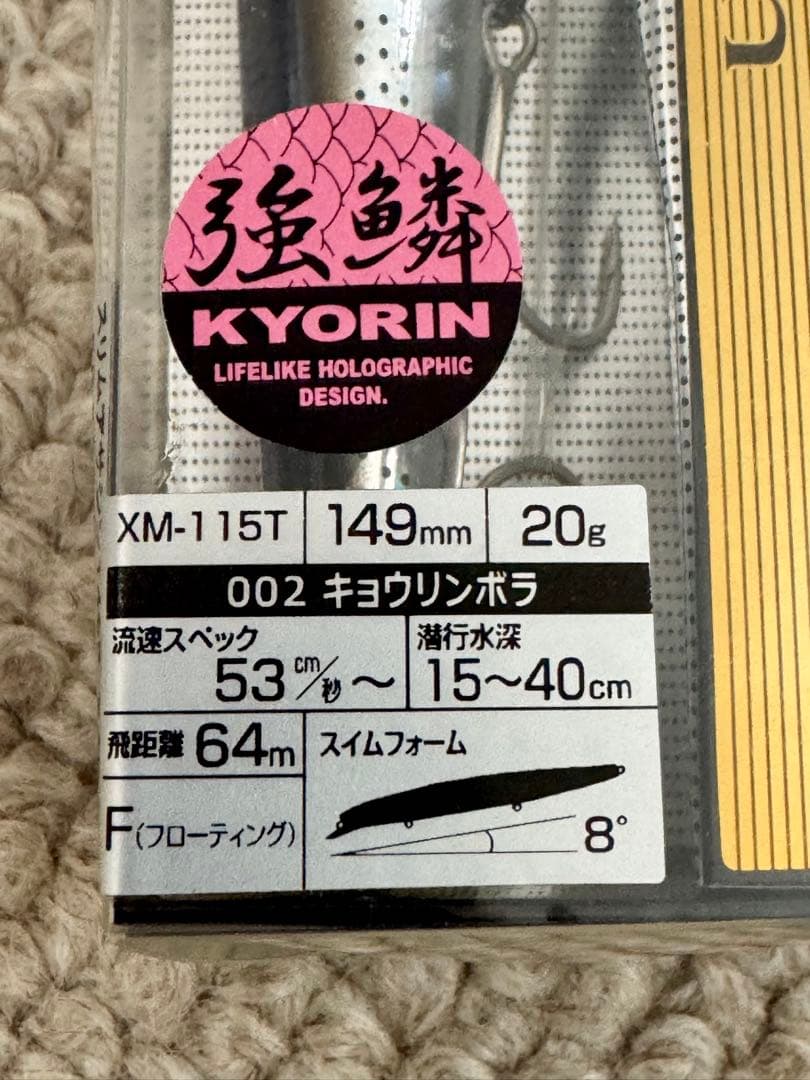 強鱗
KYORIN
LIFELIKE HOLOGRAPHIC
DESIGN.
XM-115T 149mm 20g
002 キョウリンボラ
流速スペック 53cm/秒〜
潜行水深 15〜40cm
飛距離 64m
スイムフォーム
8°
F(フローティング)